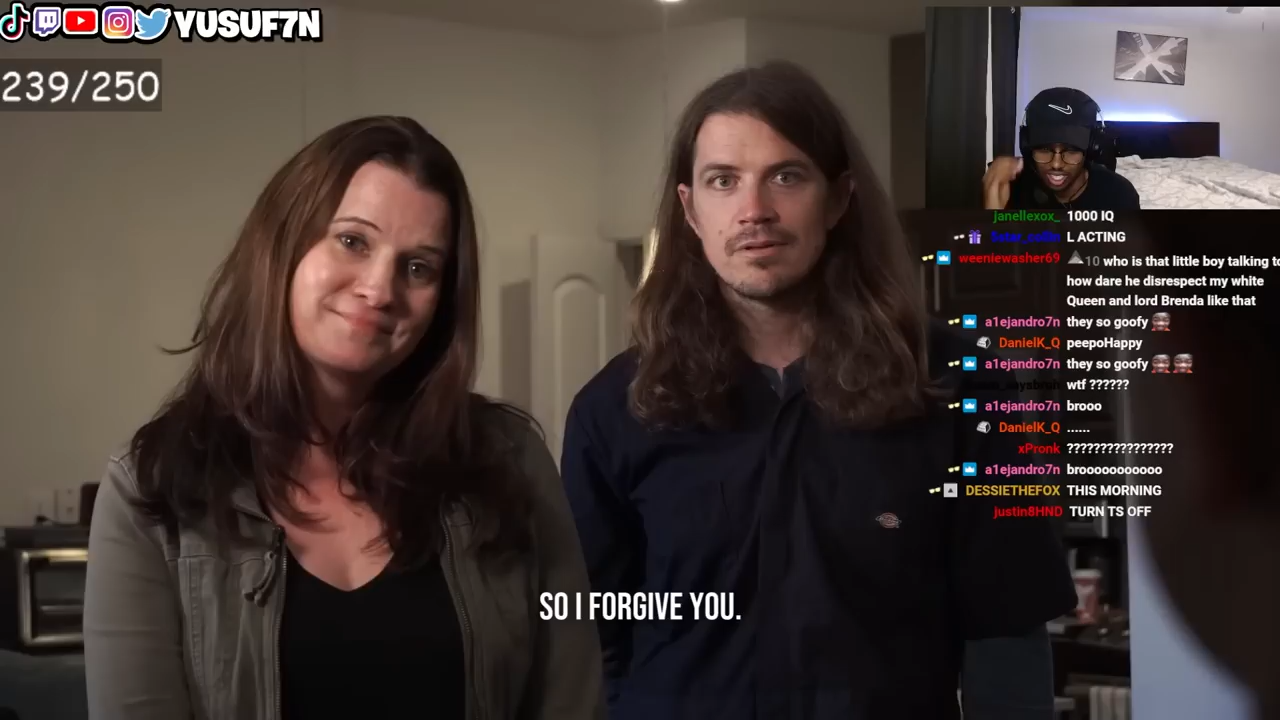 YUSUF7N
239/250
janellexox_ 1000 IQ
L ACTING
weeniewasher69 10 who is that little boy talking to
how dare he disrespect my white
Queen and lord Brenda like that
a1ejandro7n they so goofy
DanielK_Q peepoHappy
a1ejandro7n they so goofy
wtf ??????
a1ejandro7n brooo
DanielK_Q ......
xPronk ????????????????
a1ejandro7n brooooooooooo
DESSIETHEFOX THIS MORNING
justin8HND TURN TS OFF
SO I FORGIVE YOU.